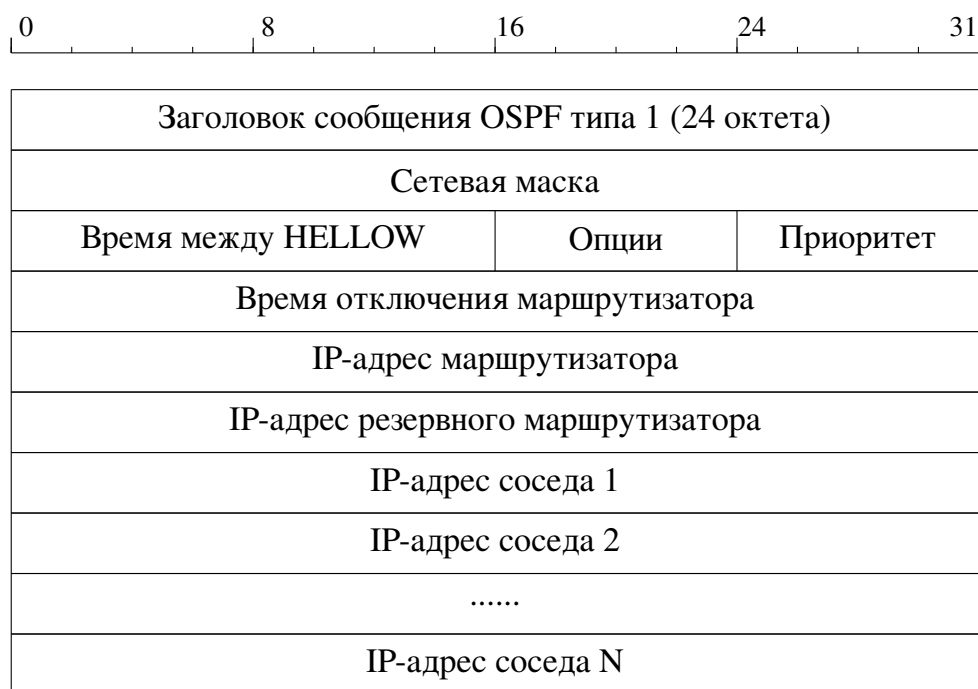 0 8 16 24 31
Заголовок сообщения OSPF типа 1 (24 октета)
Сетевая маска
Время между HELLOW Опции Приоритет
Время отключения маршрутизатора
IP-адрес маршрутизатора
IP-адрес резервного маршрутизатора
IP-адрес соседа 1
IP-адрес соседа 2
......
IP-адрес соседа N